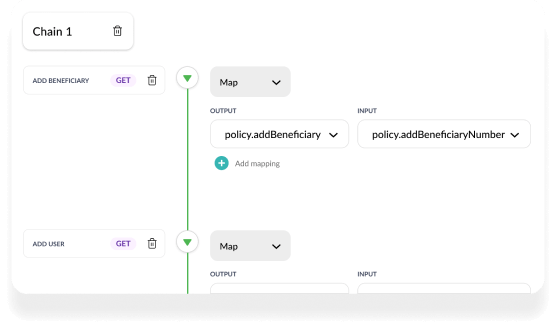 Chain 1
ADD BENEFICIARY GET
Map
OUTPUT INPUT
policy.addBeneficiary policy.addBeneficiaryNumber
Add mapping
ADD USER GET
Map
OUTPUT INPUT